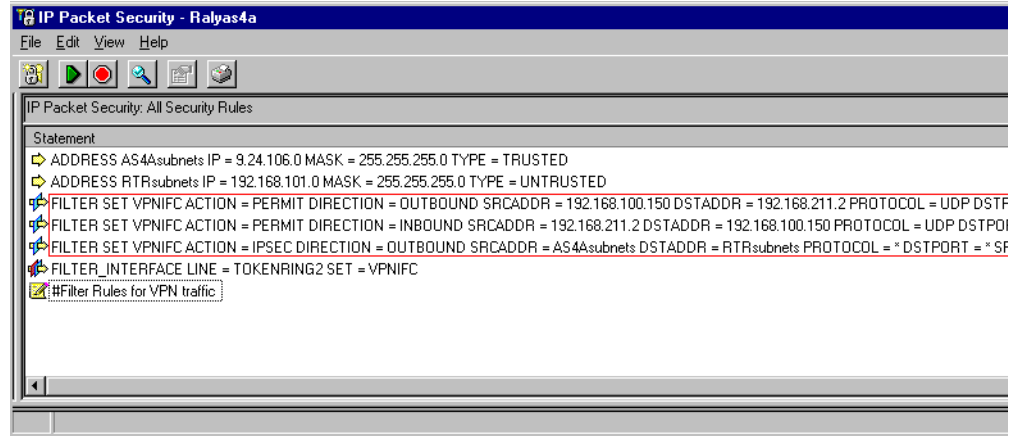 IP Packet Security - Ralyas4a
File Edit View Help
IP Packet Security: All Security Rules
Statement
ADDRESS AS4Asubnets IP = 9.24.106.0 MASK = 255.255.255.0 TYPE = TRUSTED
ADDRESS RTRsubnets IP = 192.168.101.0 MASK = 255.255.255.0 TYPE = UNTRUSTED
FILTER SET VPNIFC ACTION = PERMIT DIRECTION = OUTBOUND SRCADDR = 192.168.100.150 DSTADDR = 192.168.211.2 PROTOCOL = UDP
FILTER SET VPNIFC ACTION = PERMIT DIRECTION = INBOUND SRCADDR = 192.168.211.2 DSTADDR = 192.168.100.150 PROTOCOL = UDP
FILTER SET VPNIFC ACTION = IPSEC DIRECTION = OUTBOUND SRCADDR = AS4Asubnets DSTADDR = RTRsubnets PROTOCOL = * DSTPORT = *
FILTER_INTERFACE LINE = TOKENRING2 SET = VPNIFC
#Filter Rules for VPN traffic